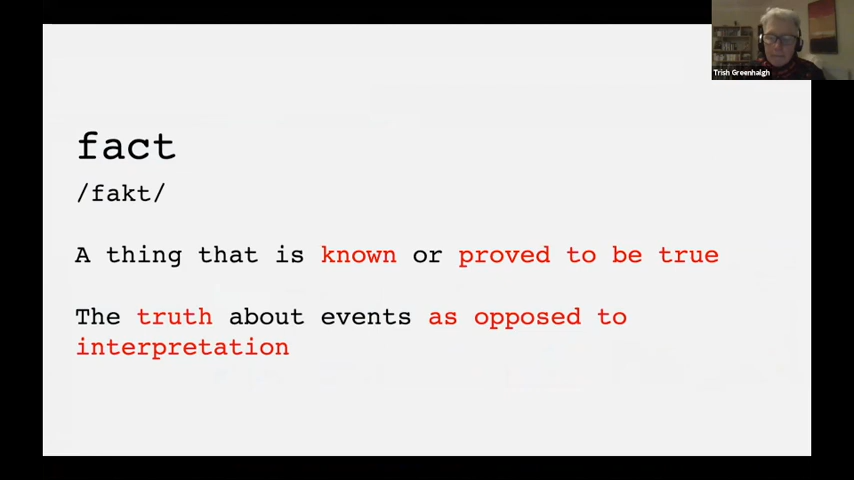 Trish Greenhalgh
fact
/fakt/
A thing that is known or proved to be true
The truth about events as opposed to
interpretation